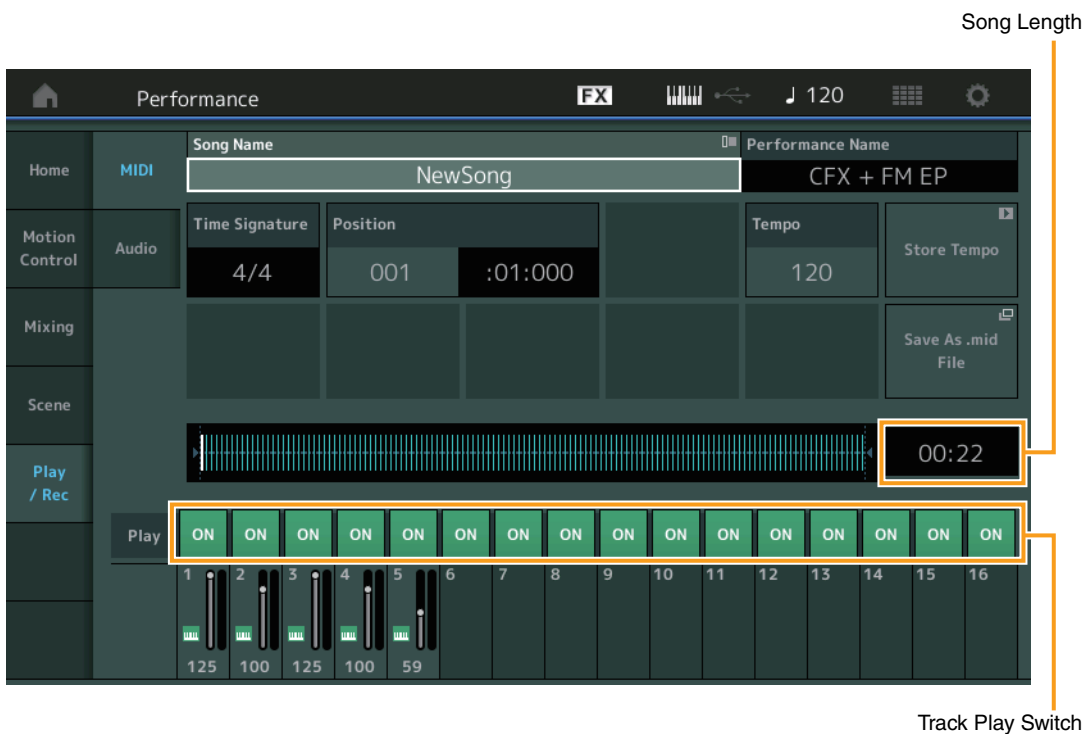 Song Length
Performance
FX
120
Song Name
Performance Name
Home
MIDI
NewSong
CFX + FM EP
Motion
Control
Audio
Time Signature
Position
Tempo
Store Tempo
4/4
001
:01:000
120
Mixing
Save As .mid
File
Scene
Play
/ Rec
00:22
Play
ON ON ON ON ON ON ON ON ON ON ON ON ON ON ON ON
1 2 3 4 5 6 7 8 9 10 11 12 13 14 15 16
125 100 125 100 59
Track Play Switch